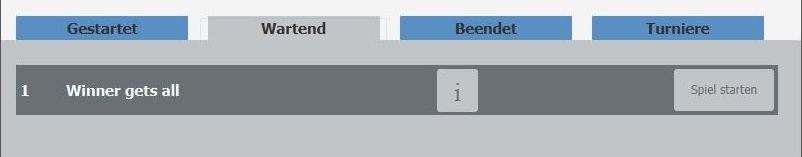 Gestartet Wartend Beendet Turniere
1 Winner gets all i Spiel starten